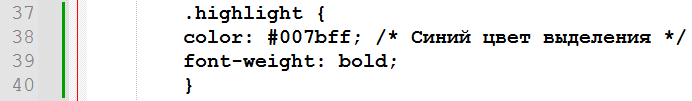 37 .highlight {
38 color: #007bff; /* Синий цвет выделения */
39 font-weight: bold;
40 }